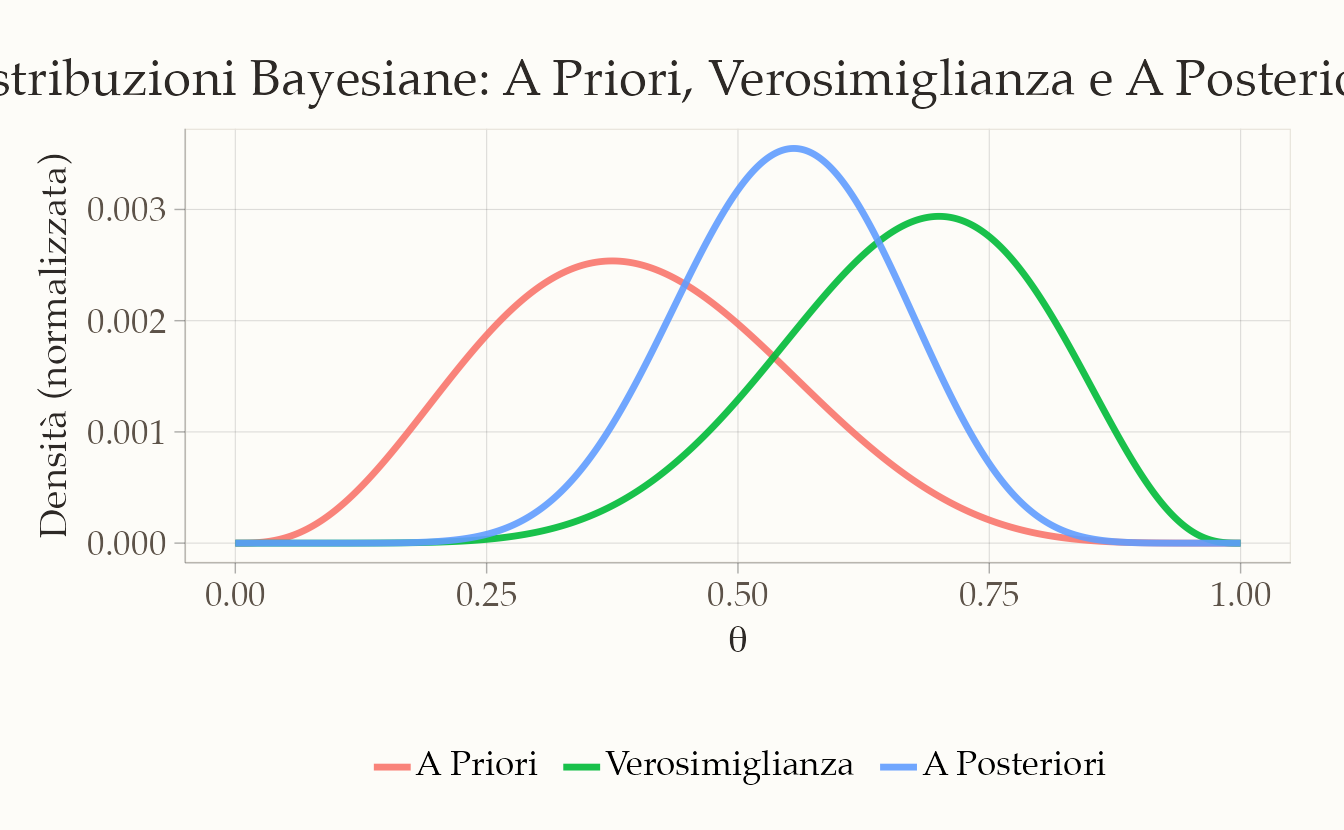 stribuzioni Bayesiane: A Priori, Verosimiglianza e A Posterio
Densità (normalizzata)
0.003
0.002
0.001
0.000
0.00 0.25 0.50 0.75 1.00
θ
A Priori Verosimiglianza A Posteriori